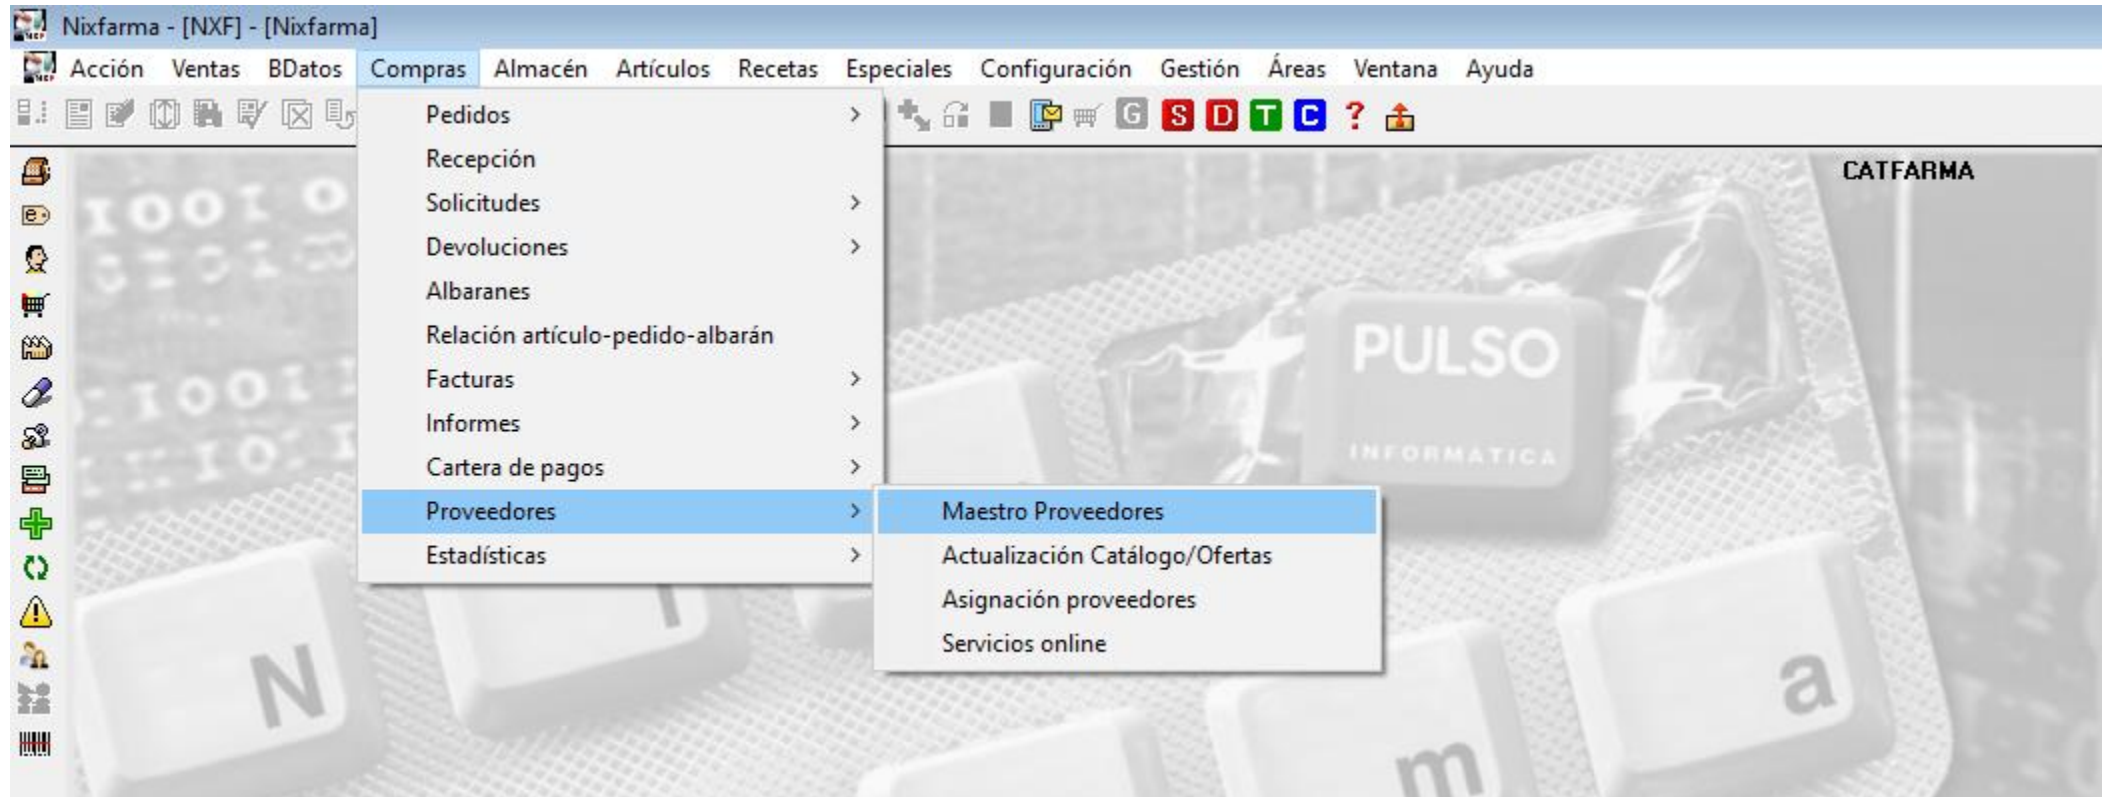 Nixfarma - [NXF] - [Nixfarma]
Acción Ventas BDatos Compras Almacén Artículos Recetas Especiales Configuración Gestión Áreas Ventana Ayuda
G S D T C ?
CATFARMA
Pedidos
Recepción
Solicitudes
Devoluciones
Albaranes
Relación artículo-pedido-albarán
Facturas
Informes
Cartera de pagos
Proveedores
Estadísticas
Maestro Proveedores
Actualización Catálogo/Ofertas
Asignación proveedores
Servicios online
PULSO
INFORMATICA
N
i
m
a